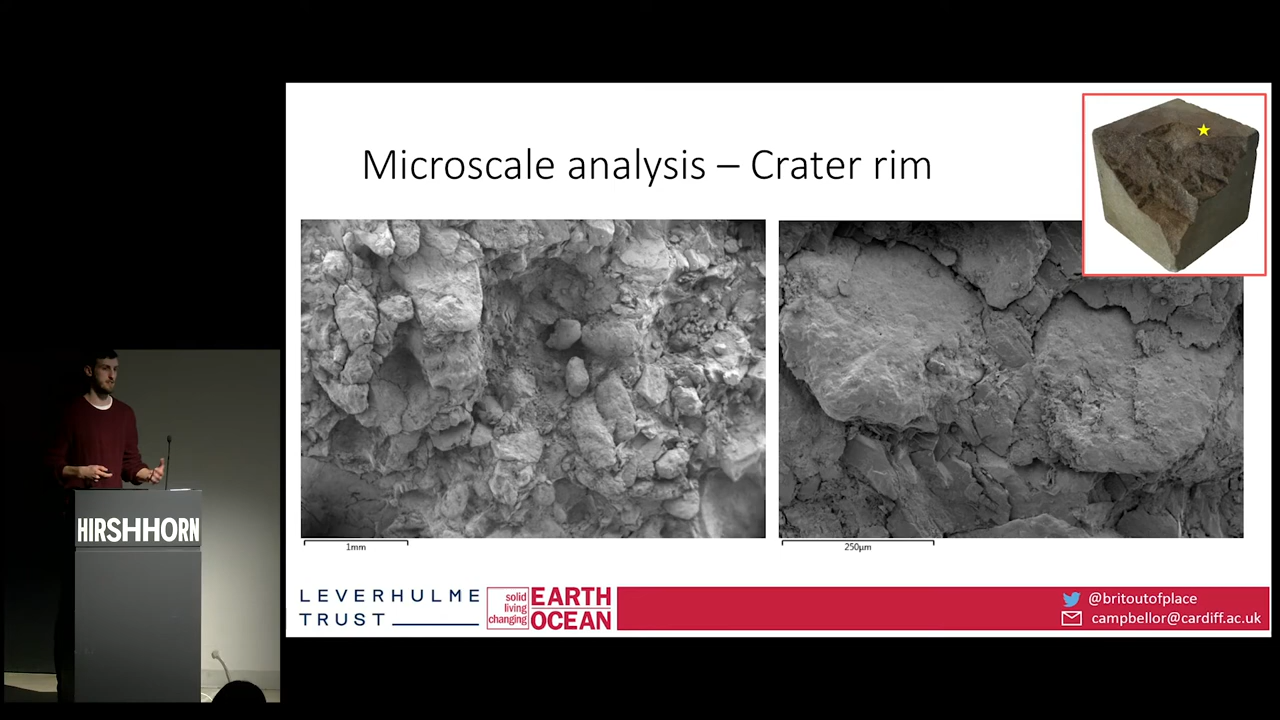 Microscale analysis – Crater rim
1mm
250µm
HIRSHHORN
LEVERHULME
TRUST
solid
living
changing
EARTH
OCEAN
@britoutofplace
campbellor@cardiff.ac.uk